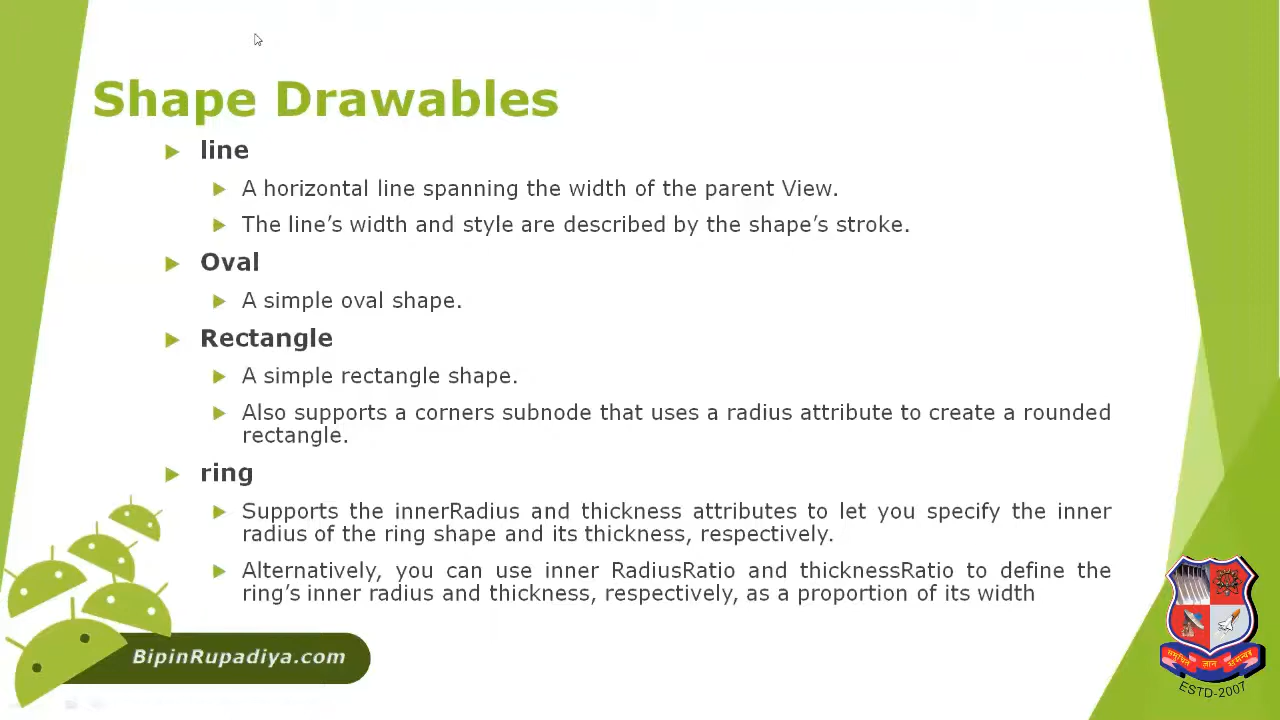 Shape Drawables
line
A horizontal line spanning the width of the parent View.
The line’s width and style are described by the shape’s stroke.
Oval
A simple oval shape.
Rectangle
A simple rectangle shape.
Also supports a corners subnode that uses a radius attribute to create a rounded
rectangle.
ring
Supports the innerRadius and thickness attributes to let you specify the inner
radius of the ring shape and its thickness, respectively.
Alternatively, you can use inner RadiusRatio and thicknessRatio to define the
ring’s inner radius and thickness, respectively, as a proportion of its width
BipinRupadiya.com
ज्ञान
ESTD-2007